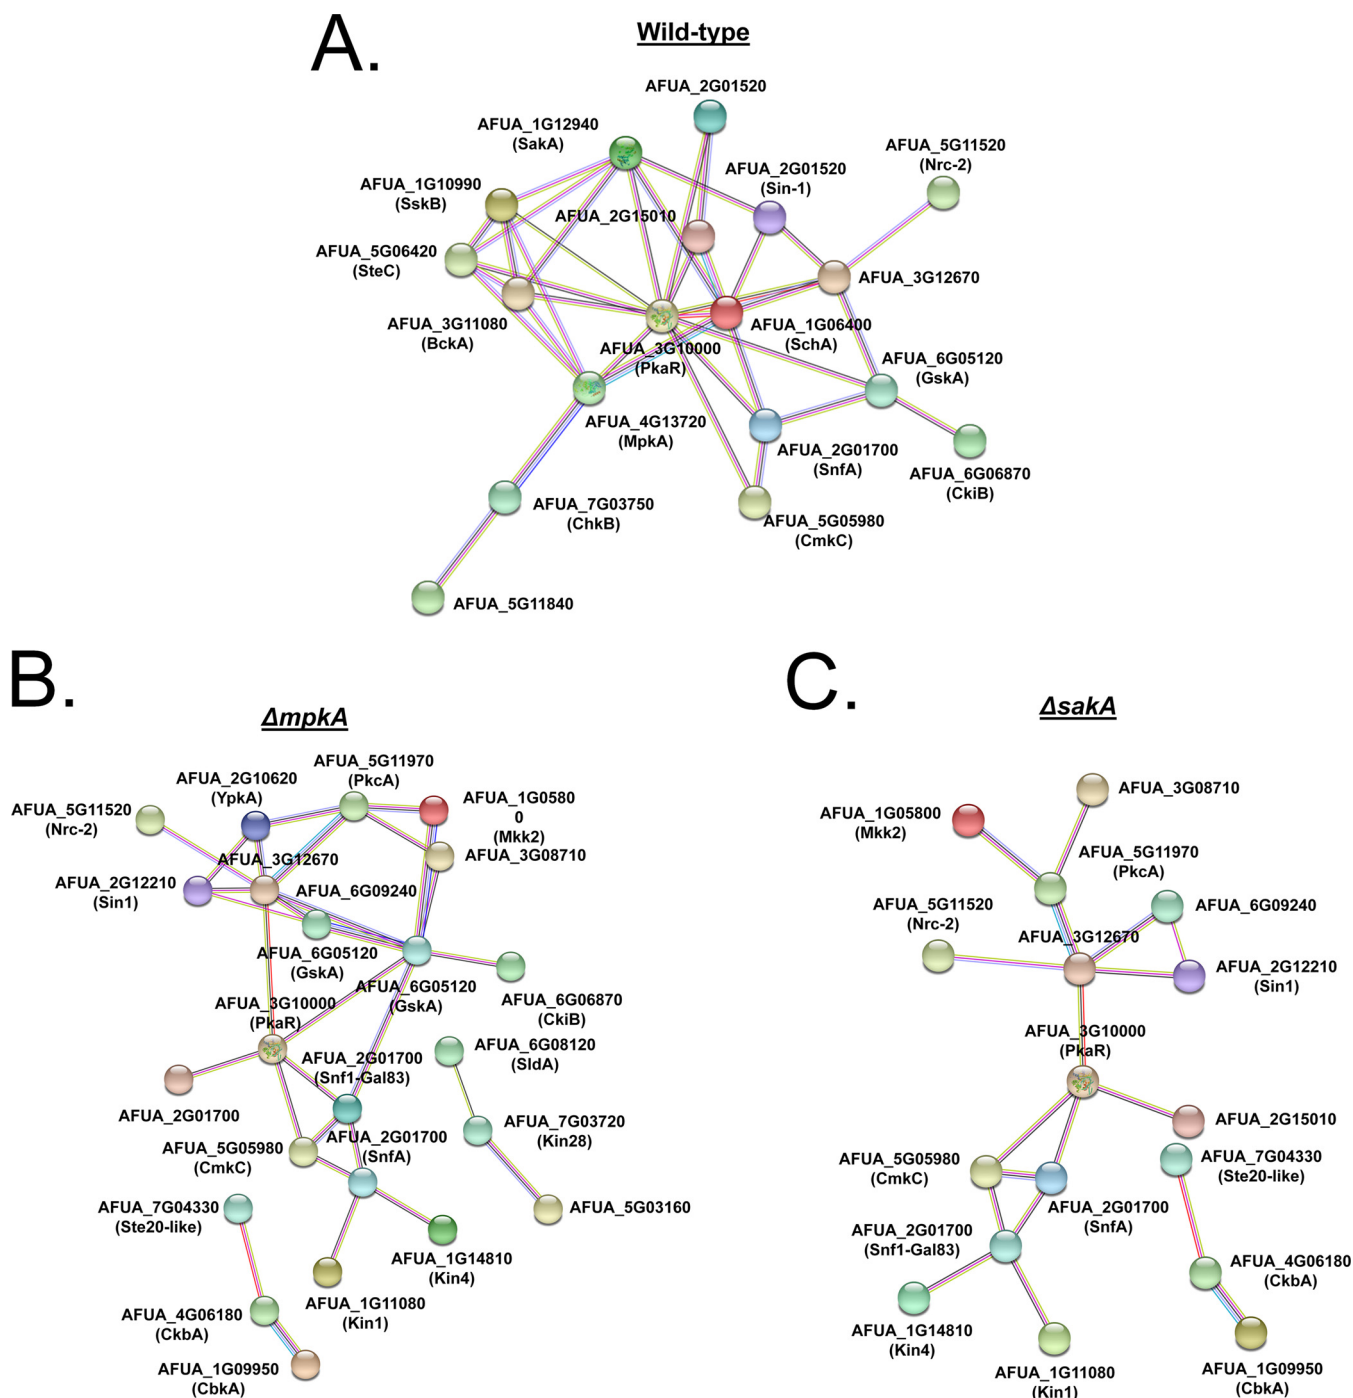 A.
Wild-type
AFUA_2G01520
AFUA_1G12940
(SakA)
AFUA_5G11520
(Nrc-2)
AFUA_2G01520
(Sin-1)
AFUA_1G10990
(SskB)
AFUA_2G15010
AFUA_5G06420
(SteC)
AFUA_3G12670
AFUA_3G11080
(BckA)
AFUA_1G06400
(SchA)
AFUA_3G10000
(PkaR)
AFUA_6G05120
(GskA)
AFUA_4G13720
(MpkA)
AFUA_2G01700
(SnfA)
AFUA_6G06870
(CkiB)
AFUA_7G03750
(ChkB)
AFUA_5G05980
(CmkC)
AFUA_5G11840
B.
ΔmpkA
AFUA_5G11970
(PkcA)
AFUA_2G10620
(YpkA)
AFUA_5G11520
(Nrc-2)
AFUA_1G0580
0
(Mkk2)
AFUA_3G12670
AFUA_3G08710
AFUA_2G12210
(Sin1)
AFUA_6G09240
AFUA_6G05120
(GskA)
AFUA_6G05120
(GskA)
AFUA_3G10000
(PkaR)
AFUA_6G06870
(CkiB)
AFUA_6G08120
(SldA)
AFUA_2G01700
(Snf1-Gal83)
AFUA_2G01700
AFUA_7G03720
(Kin28)
AFUA_2G01700
(SnfA)
AFUA_5G05980
(CmkC)
AFUA_7G04330
(Ste20-like)
AFUA_5G03160
AFUA_1G14810
(Kin4)
AFUA_1G11080
(Kin1)
AFUA_4G06180
(CkbA)
AFUA_1G09950
(CbkA)
C.
ΔsakA
AFUA_3G08710
AFUA_1G05800
(Mkk2)
AFUA_5G11970
(PkcA)
AFUA_5G11520
(Nrc-2)
AFUA_6G09240
AFUA_3G12670
AFUA_2G12210
(Sin1)
AFUA_3G10000
(PkaR)
AFUA_2G15010
AFUA_5G05980
(CmkC)
AFUA_7G04330
(Ste20-like)
AFUA_2G01700
(SnfA)
AFUA_2G01700
(Snf1-Gal83)
AFUA_4G06180
(CkbA)
AFUA_1G14810
(Kin4)
AFUA_1G11080
(Kin1)
AFUA_1G09950
(CbkA)